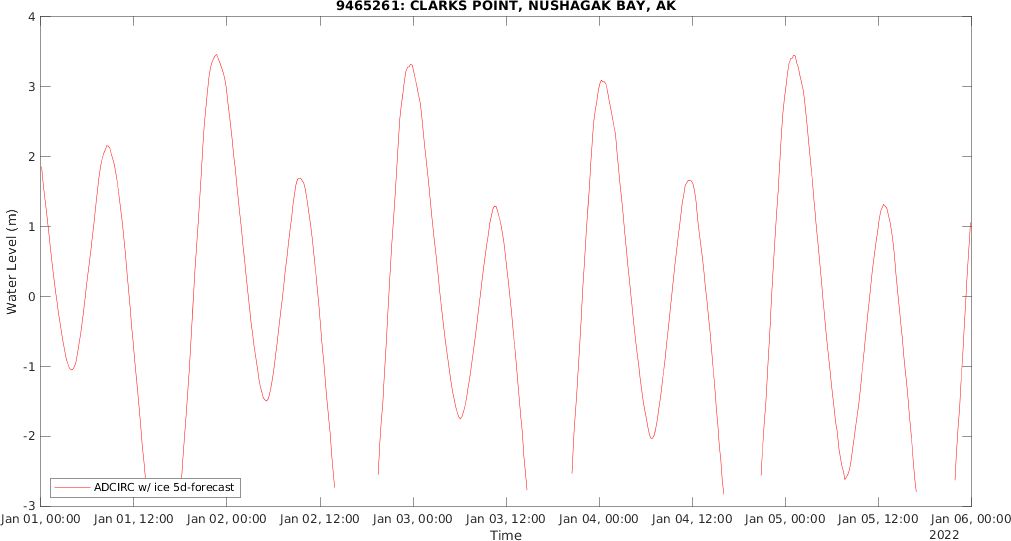 9465261: CLARKS POINT, NUSHAGAK BAY, AK
4
3
2
1
0
-1
-2
-3
Water Level (m)
ADCIRC w/ ice 5d-forecast
Jan 01, 00:00 Jan 01, 12:00 Jan 02, 00:00 Jan 02, 12:00 Jan 03, 00:00 Jan 03, 12:00 Jan 04, 00:00 Jan 04, 12:00 Jan 05, 00:00 Jan 05, 12:00 Jan 06, 00:00
Time
2022